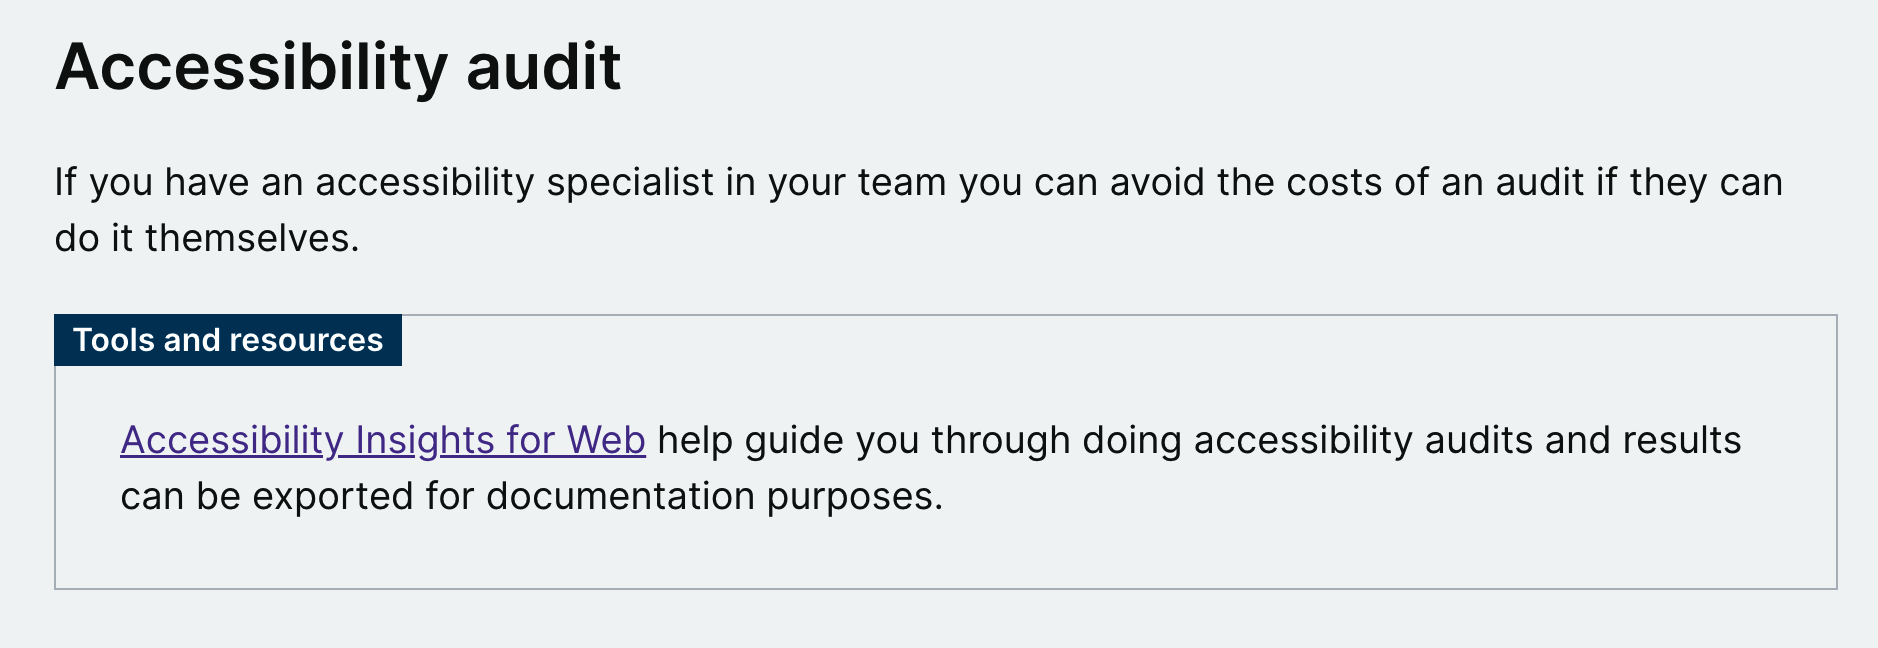 Accessibility audit
If you have an accessibility specialist in your team you can avoid the costs of an audit if they can
do it themselves.
Tools and resources
Accessibility Insights for Web help guide you through doing accessibility audits and results
can be exported for documentation purposes.